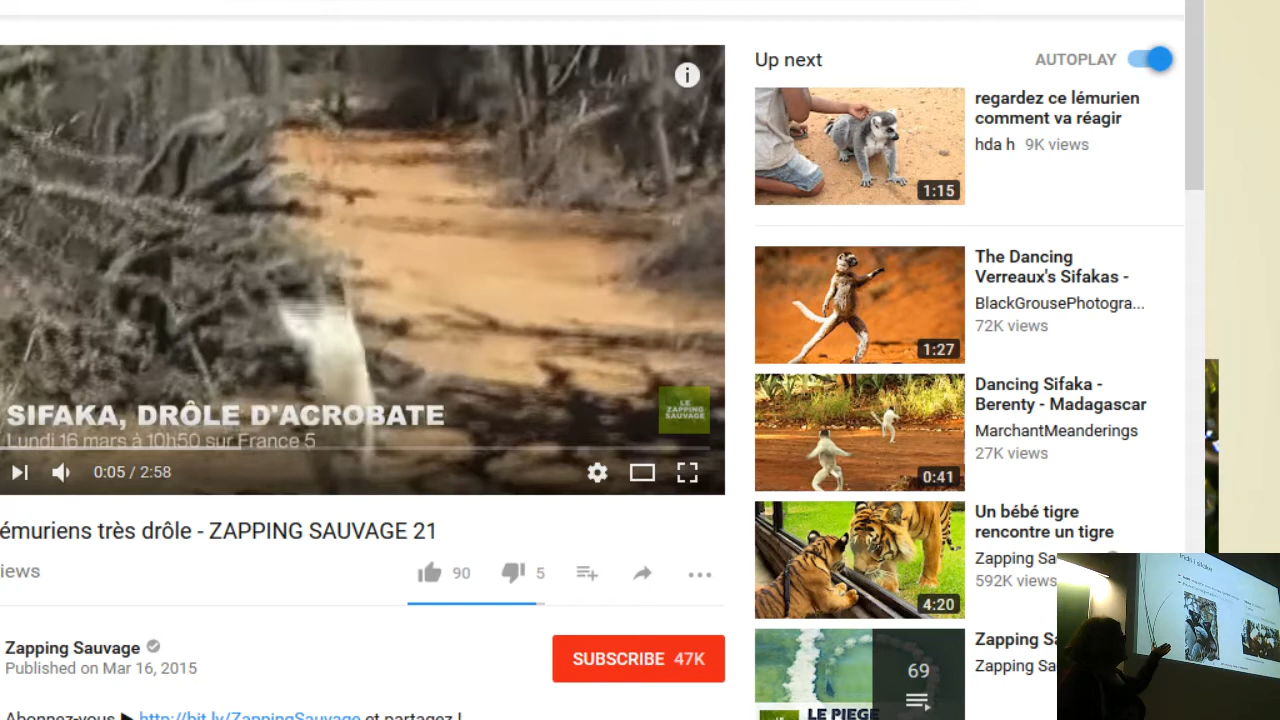 Up next
AUTOPLAY
regardez ce lémurien
comment va réagir
hda h 9K views
1:15
The Dancing
Verreaux's Sifakas -
BlackGrousePhotogra...
72K views
1:27
Dancing Sifaka -
Berenty - Madagascar
MarchantMeanderings
27K views
0:41
Un bébé tigre
rencontre un tigre
Zapping Sa
592K views
4:20
Zapping Sa
Zapping Sa
69
LE PIEGE
LE
ZAPPING
SAUVAGE
SIFAKA, DRÔLE D'ACROBATE
Lundi 16 mars à 10h50 sur France 5
0:05 / 2:58
émuriens très drôle - ZAPPING SAUVAGE 21
iews
90
5
Zapping Sauvage
Published on Mar 16, 2015
SUBSCRIBE 47K
Abonnez-vous ► http://bit.ly/ZappingSauvage et partagez !